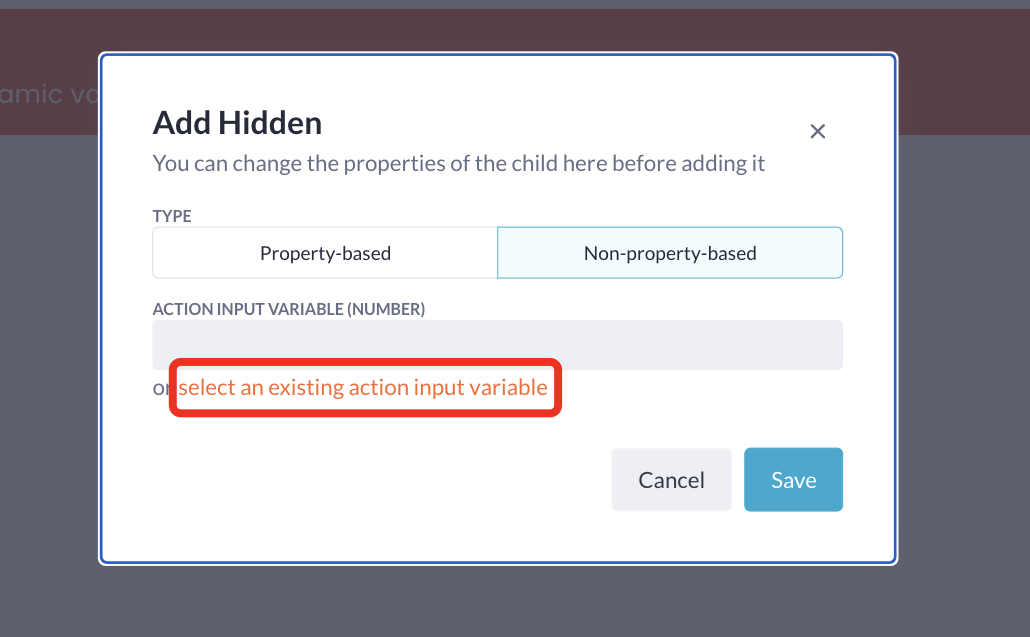 amic
Add Hidden
You can change the properties of the child here before adding it
TYPE
Property-based Non-property-based
ACTION INPUT VARIABLE (NUMBER)
or select an existing action input variable
Cancel Save